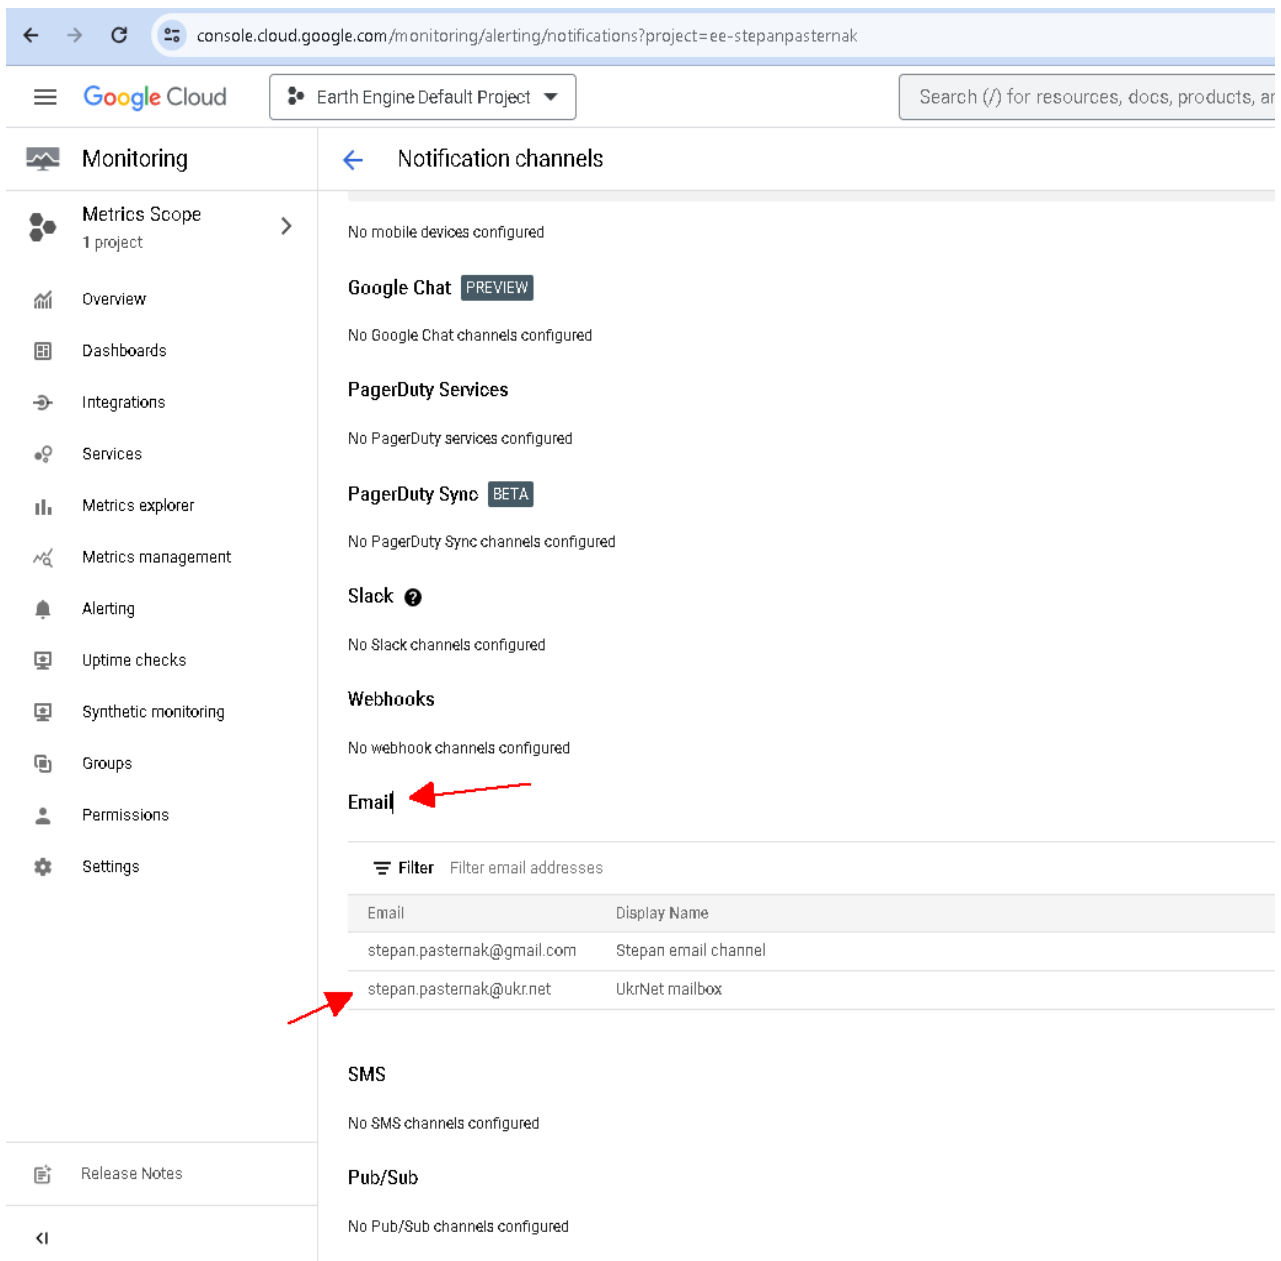 console.cloud.google.com/monitoring/alerting/notifications?project=ee-stepanpasternak
Google Cloud
Earth Engine Default Project
Search (/) for resources, docs, products, ar
Monitoring
Notification channels
Metrics Scope
1 project
Overview
Dashboards
Integrations
Services
Metrics explorer
Metrics management
Alerting
Uptime checks
Synthetic monitoring
Groups
Permissions
Settings
Release Notes
No mobile devices configured
Google Chat PREVIEW
No Google Chat channels configured
PagerDuty Services
No PagerDuty services configured
PagerDuty Sync BETA
No PagerDuty Sync channels configured
Slack
No Slack channels configured
Webhooks
No webhook channels configured
Email
Filter Filter email addresses
Email Display Name
stepan.pasternak@gmail.com Stepan email channel
stepan.pasternak@ukr.net UkrNet mailbox
SMS
No SMS channels configured
Pub/Sub
No Pub/Sub channels configured